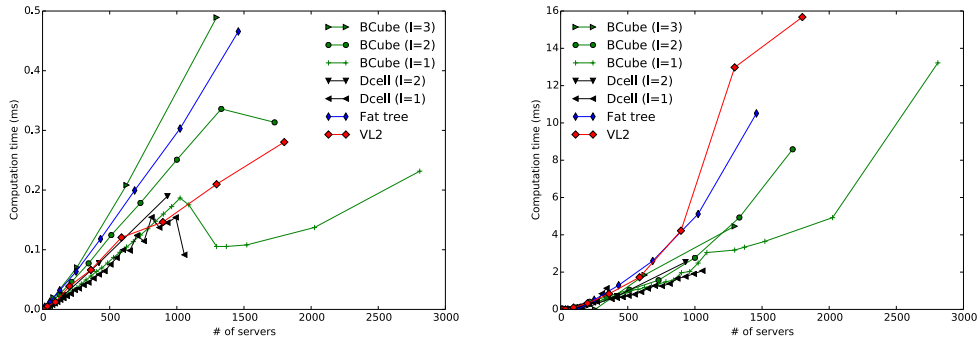 0.5
0.4
0.3
0.2
0.1
0.0
0
500
1000
1500
2000
2500
3000
# of servers
Computation time (ms)
BCube (l=3)
BCube (l=2)
BCube (l=1)
Dcell (l=2)
Dcell (l=1)
Fat tree
VL2
16
14
12
10
8
6
4
2
0
0
500
1000
1500
2000
2500
3000
# of servers
Computation time (ms)
BCube (l=3)
BCube (l=2)
BCube (l=1)
Dcell (l=2)
Dcell (l=1)
Fat tree
VL2